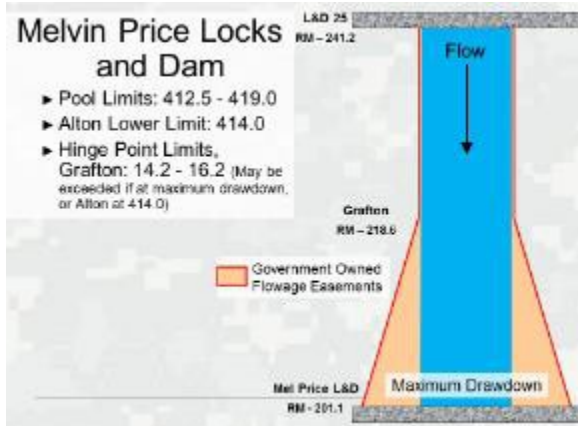 Melvin Price Locks
and Dam
► Pool Limits: 412.5 - 419.0
► Alton Lower Limit: 414.0
► Hinge Point Limits,
Grafton: 14.2 - 16.2 (May be
exceeded if at maximum drawdown,
or Alton at 414.0)
L&D 25
RM – 241.2
Flow
Grafton
RM – 218.6
Government Owned
Flowage Easements
Mel Price L&D
Maximum Drawdown
RM - 201.1